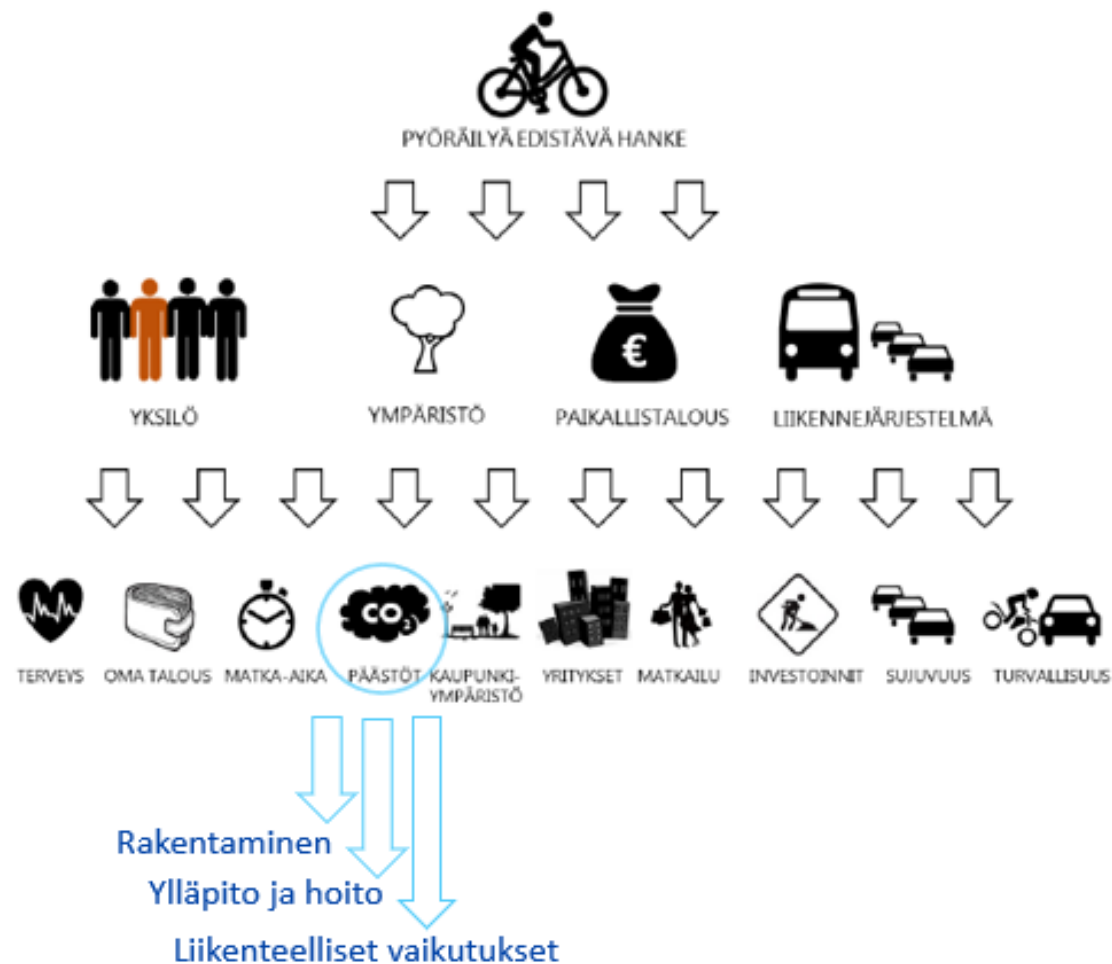 PYÖRÄILYÄ EDISTÄVÄ HANKE
YKSILÖ
YMPÄRISTÖ
PAIKALLISTALOUS
LIIKENNEJÄRJESTELMÄ
€
CO2
TERVEYS
OMA TALOUS
MATKA-AIKA
PÄÄSTÖT
KAUPUNKI-
YMPÄRISTÖ
YRITYKSET
MATKAILU
INVESTOINNIT
SUJUVUUS
TURVALLISUUS
Rakentaminen
Ylläpito ja hoito
Liikenteelliset vaikutukset